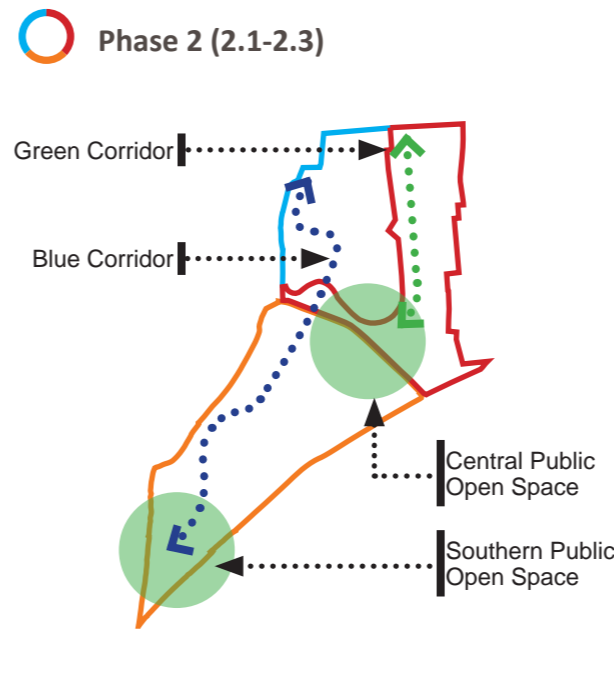 Phase 2 (2.1-2.3)
Green Corridor
Blue Corridor
Central Public
Open Space
Southern Public
Open Space